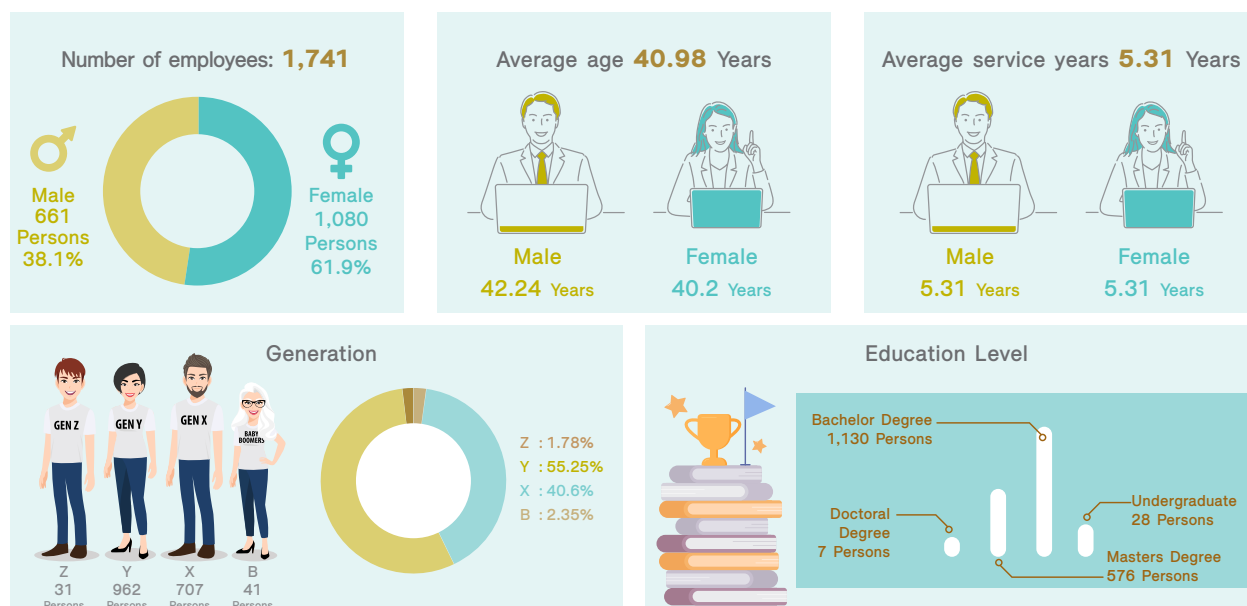 Number of employees: 1,741
Male
661
Persons
38.1%
Female
1,080
Persons
61.9%
Average age 40.98 Years
Male
42.24 Years
Female
40.2 Years
Average service years 5.31 Years
Male
5.31 Years
Female
5.31 Years
Generation
GEN Z
GEN Y
GEN X
BABY
BOOMERS
Z
31
Persons
Y
962
Persons
X
707
Persons
B
41
Persons
Z : 1.78%
Y : 55.25%
X : 40.6%
B : 2.35%
Education Level
Bachelor Degree
1,130 Persons
Doctoral
Degree
7 Persons
Undergraduate
28 Persons
Masters Degree
576 Persons